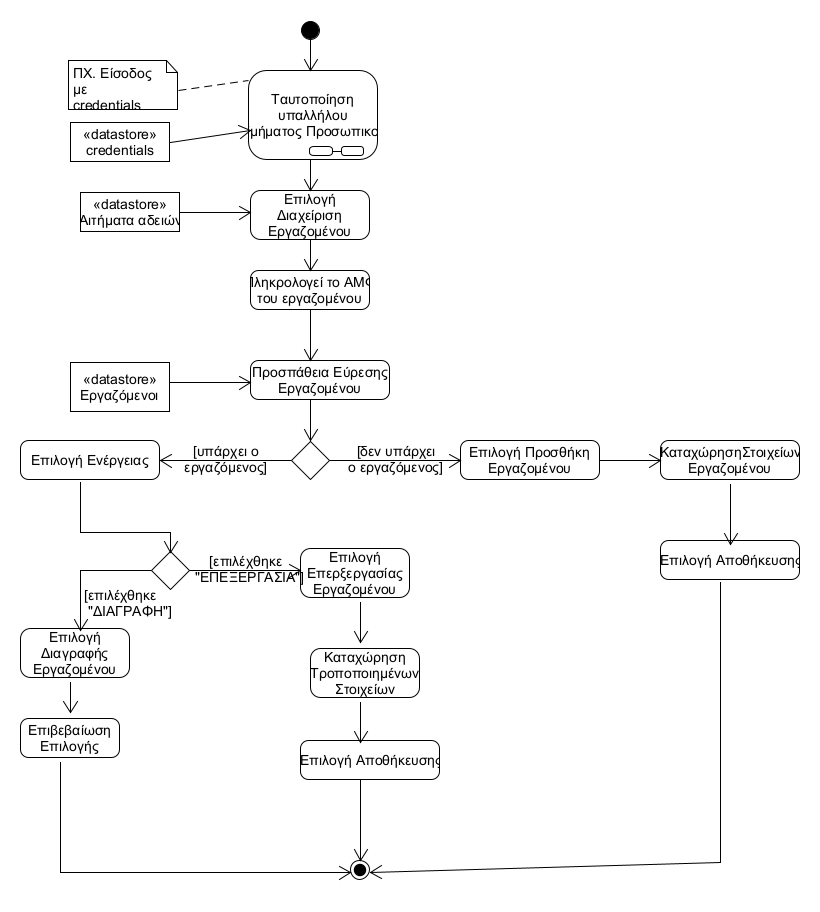 ΠΧ. Είσοδος
με
credentials
Ταυτοποίηση
υπαλλήλου
μήματος Προσωπικο
«datastore»
credentials
Επιλογή
Διαχείριση
Εργαζομένου
«datastore»
Αιτήματα αδειών
Πληκρολογεί το ΑΜΦ
του εργαζομένου
Προσπάθεια Εύρεσης
Εργαζομένου
«datastore»
Εργαζόμενοι
Επιλογή Ενέργειας
[υπάρχει ο
εργαζόμενος]
[δεν υπάρχει
ο εργαζόμενος]
Επιλογή Προσθήκη
Εργαζομένου
ΚαταχώρησηΣτοιχείων
Εργαζομένου
[επιλέχθηκε
"ΕΠΕΞΕΡΓΑΣΙΑ"]
Επιλογή
Επερξεργασίας
Εργαζομένου
Επιλογή Αποθήκευσης
[επιλέχθηκε
"ΔΙΑΓΡΑΦΗ"]
Επιλογή
Διαγραφής
Εργαζομένου
Καταχώρηση
Τροποποιημένων
Στοιχείων
Επιβεβαίωση
Επιλογής
Επιλογή Αποθήκευσης